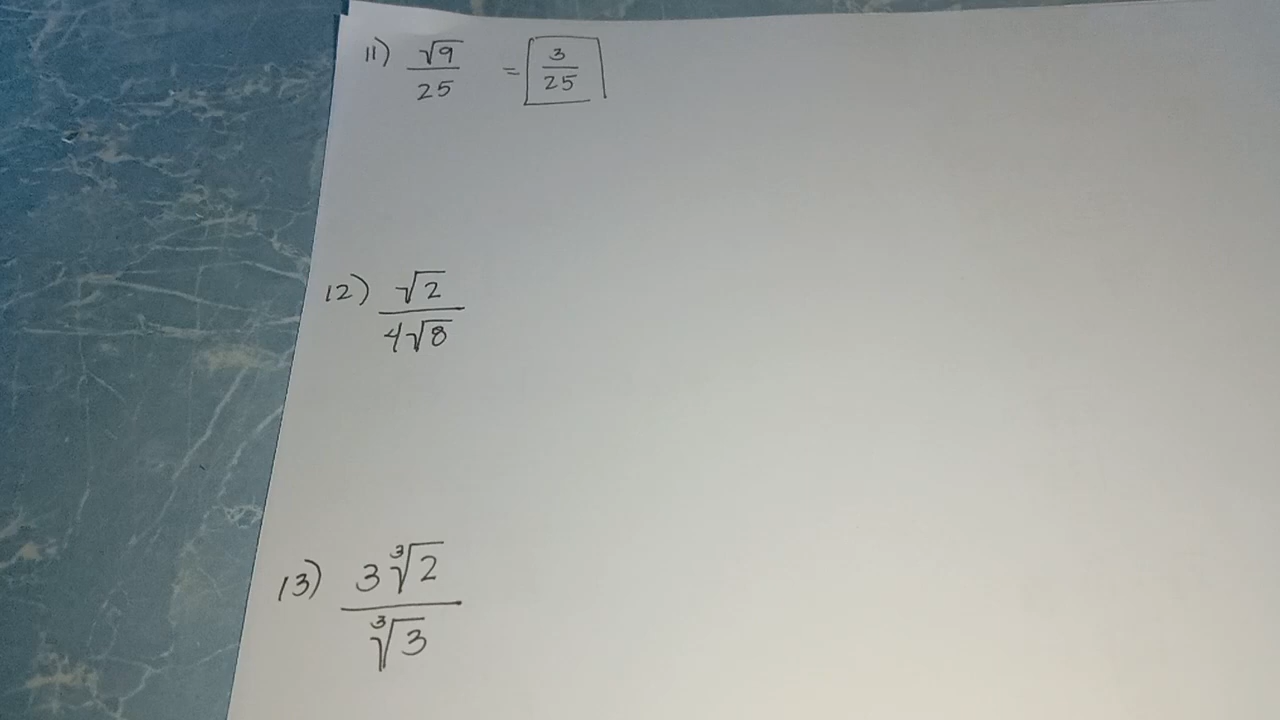 11) √9/25 = 3/25
12) √2/4√8
13) 3∛2/∛3